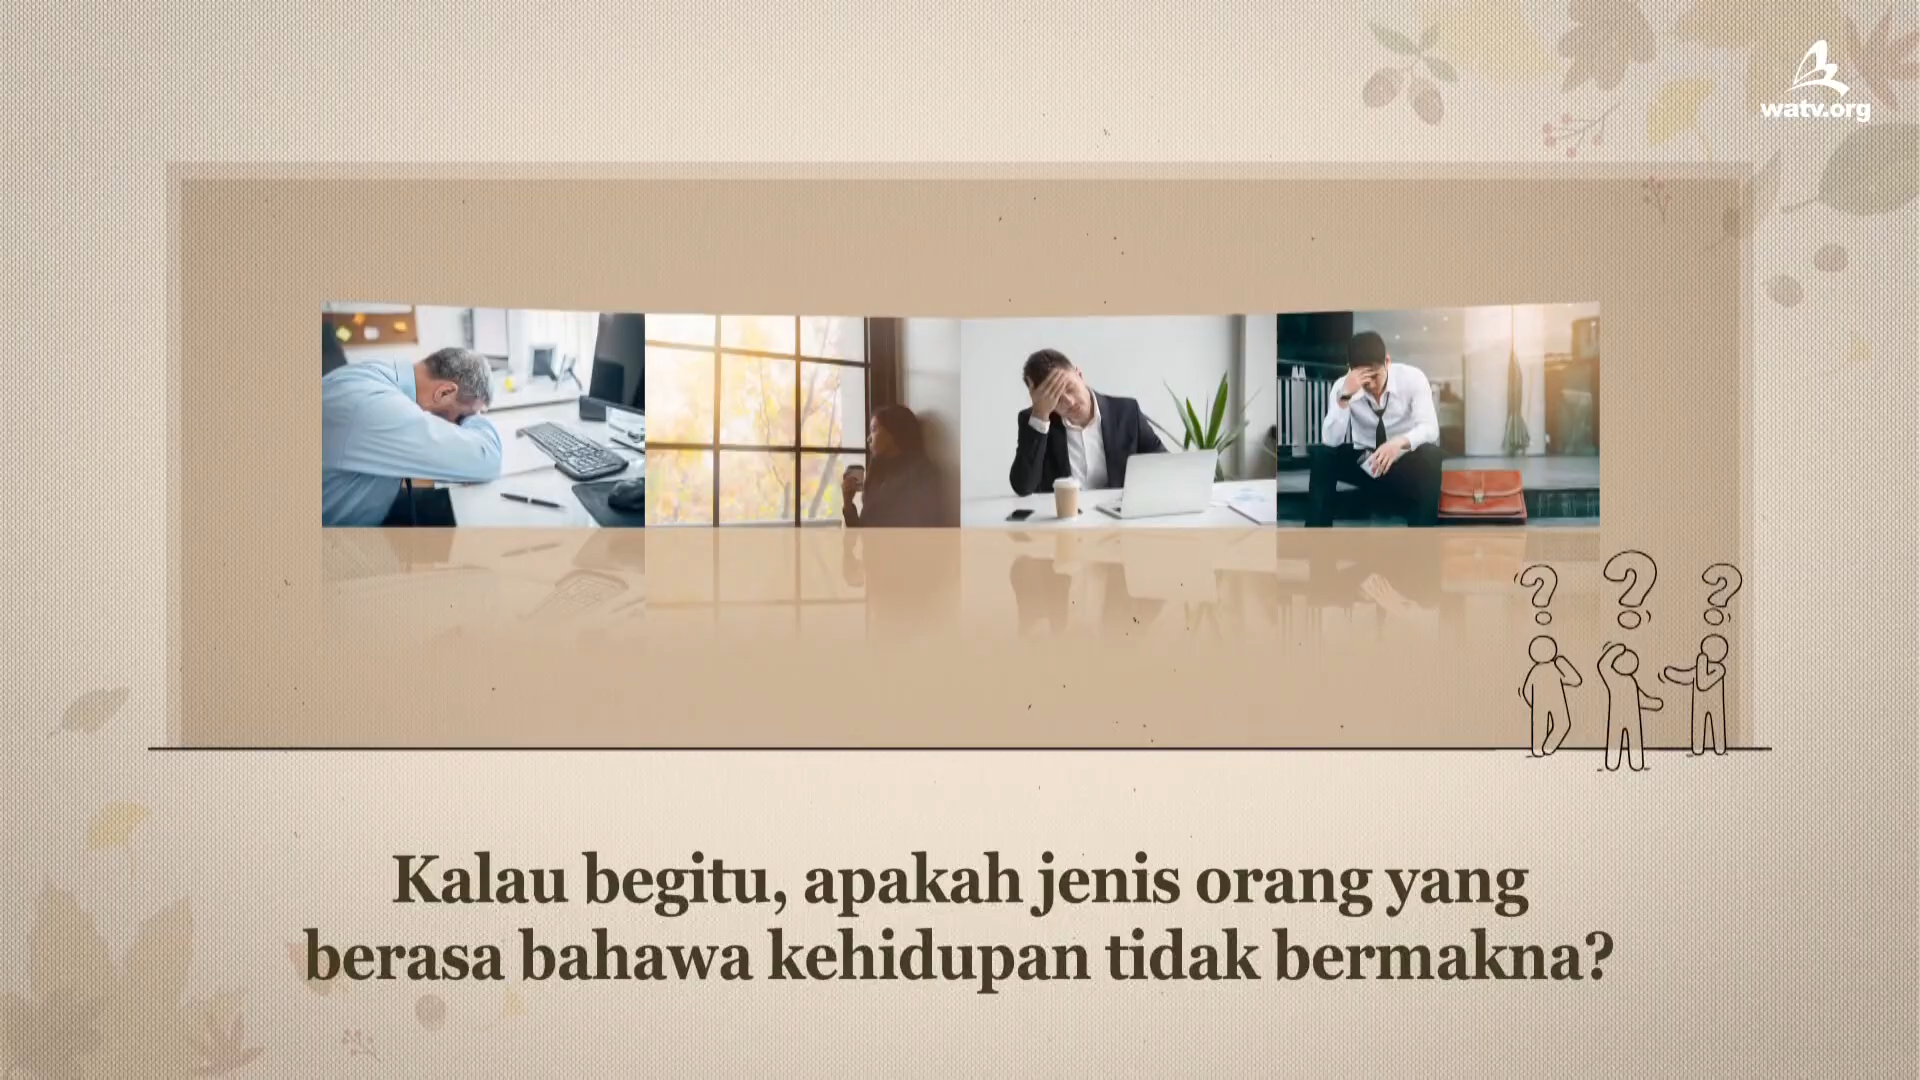 watv.org
Kalau begitu, apakah jenis orang yang
berasa bahawa kehidupan tidak bermakna?